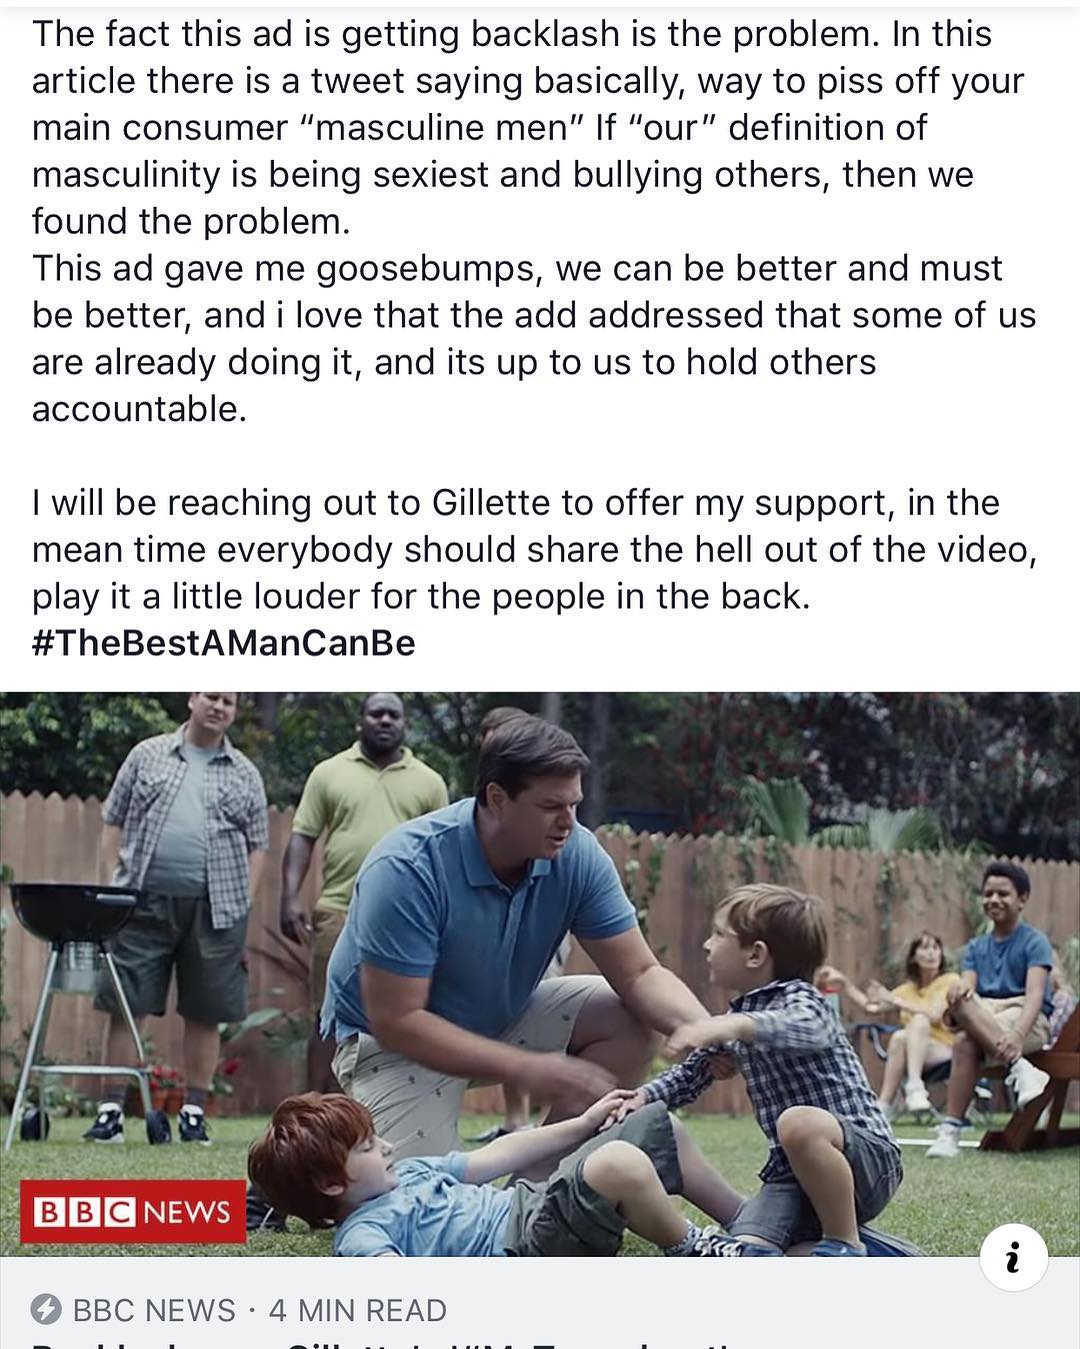 The fact this ad is getting backlash is the problem. In this
article there is a tweet saying basically, way to piss off your
main consumer “masculine men” If “our” definition of
masculinity is being sexiest and bullying others, then we
found the problem.
This ad gave me goosebumps, we can be better and must
be better, and i love that the add addressed that some of us
are already doing it, and its up to us to hold others
accountable.
I will be reaching out to Gillette to offer my support, in the
mean time everybody should share the hell out of the video,
play it a little louder for the people in the back.
#TheBestAManCanBe
BBC NEWS
i
BBC NEWS · 4 MIN READ